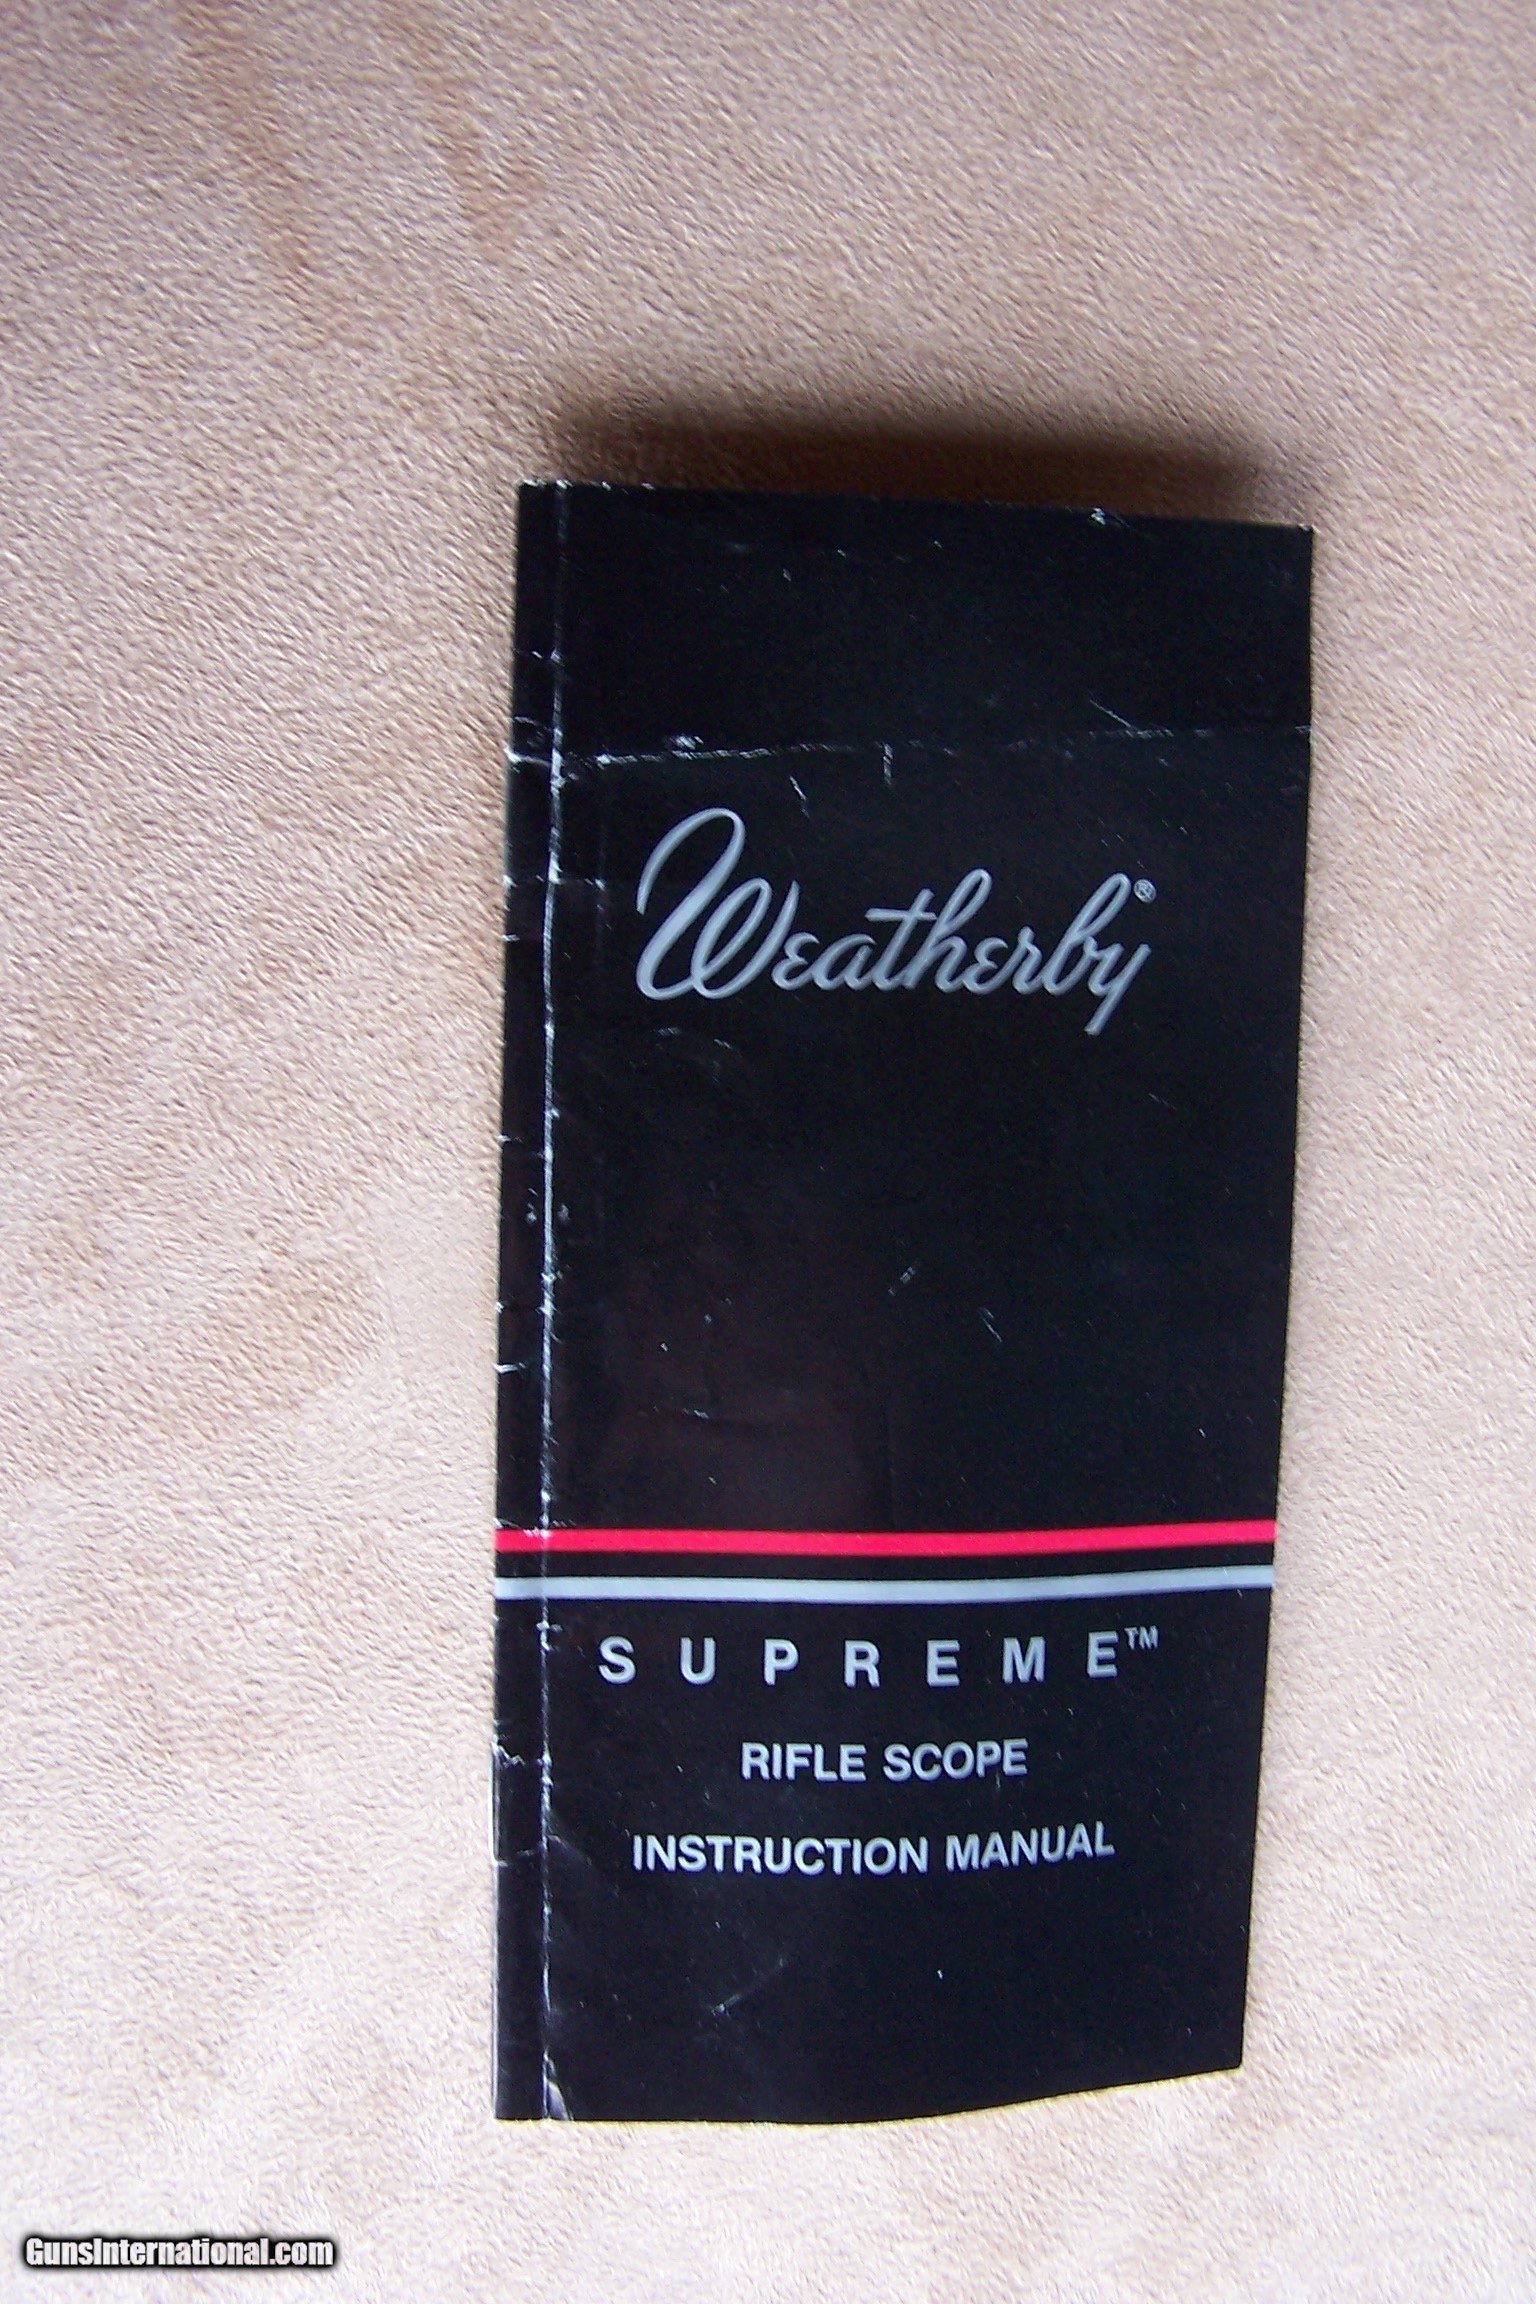 Weatherby®
SUPREME™
RIFLE SCOPE
INSTRUCTION MANUAL
GunsInternational.com